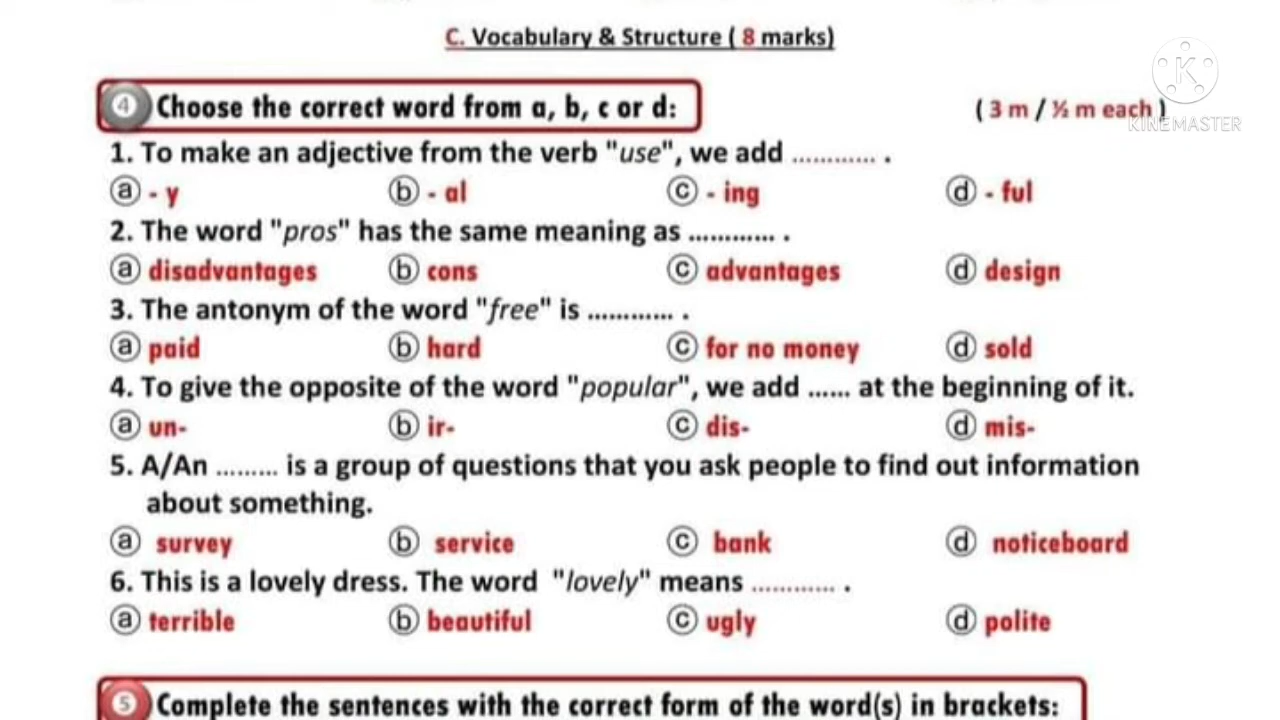 C. Vocabulary & Structure ( 8 marks)
4 Choose the correct word from a, b, c or d: ( 3 m / ½ m each )
KINEMASTER
1. To make an adjective from the verb "use", we add ............ .
ⓐ - y ⓑ - al ⓒ - ing ⓓ - ful
2. The word "pros" has the same meaning as ............ .
ⓐ disadvantages ⓑ cons ⓒ advantages ⓓ design
3. The antonym of the word "free" is ............ .
ⓐ paid ⓑ hard ⓒ for no money ⓓ sold
4. To give the opposite of the word "popular", we add ...... at the beginning of it.
ⓐ un- ⓑ ir- ⓒ dis- ⓓ mis-
5. A/An ......... is a group of questions that you ask people to find out information
about something.
ⓐ survey ⓑ service ⓒ bank ⓓ noticeboard
6. This is a lovely dress. The word "lovely" means ............ .
ⓐ terrible ⓑ beautiful ⓒ ugly ⓓ polite
5 Complete the sentences with the correct form of the word(s) in brackets: